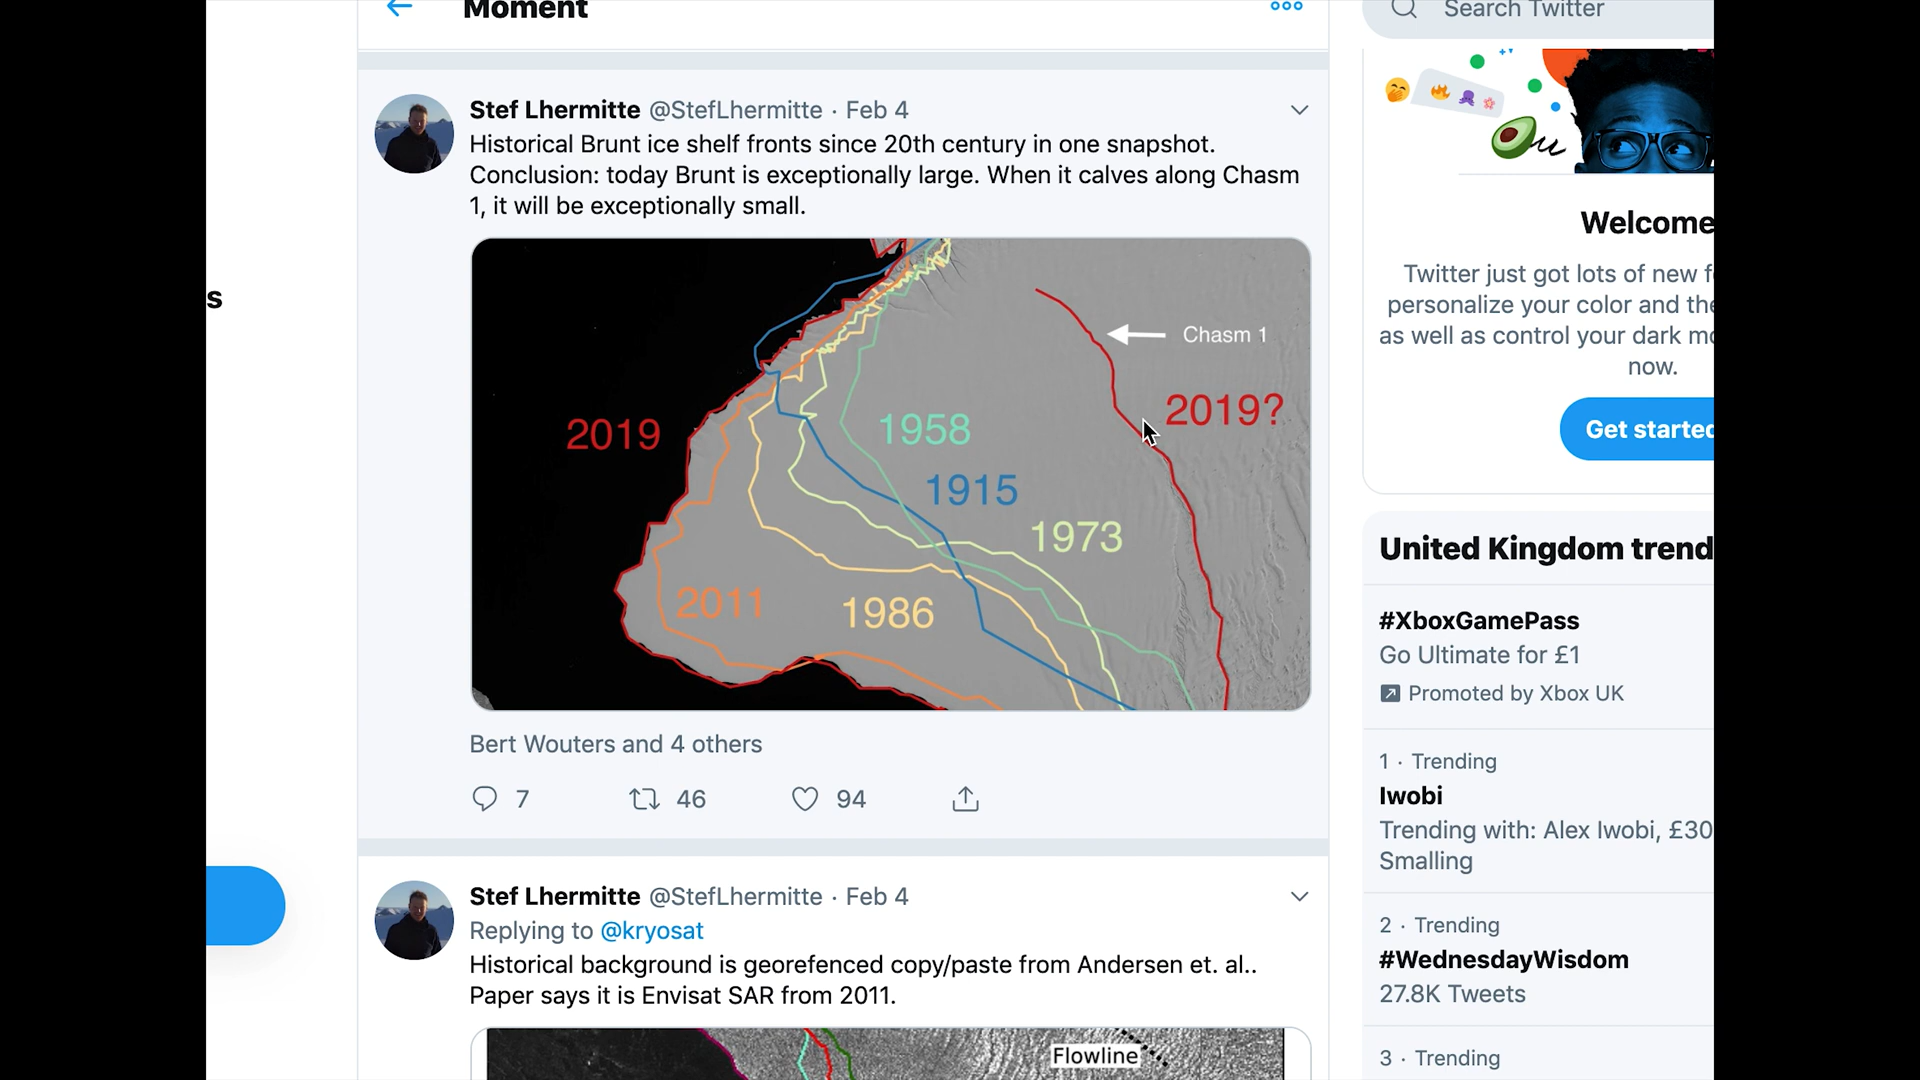 Moment
Search Twitter
Stef Lhermitte @StefLhermitte · Feb 4
Historical Brunt ice shelf fronts since 20th century in one snapshot.
Conclusion: today Brunt is exceptionally large. When it calves along Chasm
1, it will be exceptionally small.
Chasm 1
2019?
2019
1958
1915
1973
2011
1986
Bert Wouters and 4 others
7
46
94
Stef Lhermitte @StefLhermitte · Feb 4
Replying to @kryosat
Historical background is georefenced copy/paste from Andersen et. al..
Paper says it is Envisat SAR from 2011.
Flowline
s
Welcome
Twitter just got lots of new f
personalize your color and the
as well as control your dark mo
now.
Get started
United Kingdom trend
#XboxGamePass
Go Ultimate for £1
Promoted by Xbox UK
1 · Trending
Iwobi
Trending with: Alex Iwobi, £30
Smalling
2 · Trending
#WednesdayWisdom
27.8K Tweets
3 · Trending